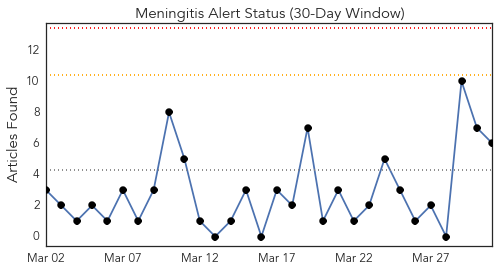 Meningitis Alert Status (30-Day Window)
Articles Found
12
10
8
6
4
2
0
Mar 02 Mar 07 Mar 12 Mar 17 Mar 22 Mar 27